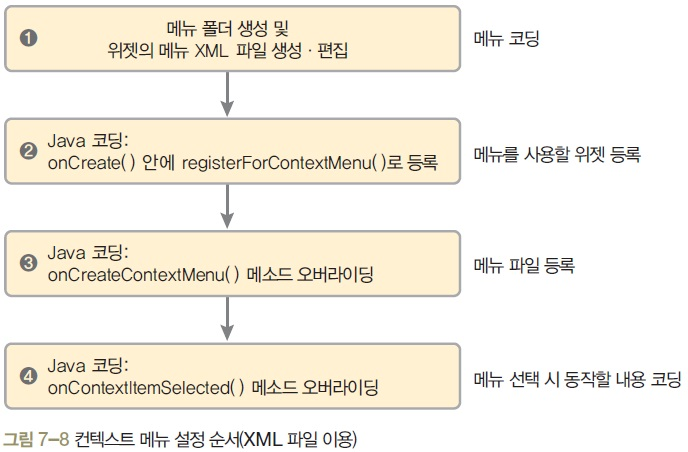 ❶ 메뉴 폴더 생성 및
위젯의 메뉴 XML 파일 생성 · 편집
메뉴 코딩
❷ Java 코딩:
onCreate( ) 안에 registerForContextMenu( )로 등록
메뉴를 사용할 위젯 등록
❸ Java 코딩:
onCreateContextMenu( ) 메소드 오버라이딩
메뉴 파일 등록
❹ Java 코딩:
onContextItemSelected( ) 메소드 오버라이딩
메뉴 선택 시 동작할 내용 코딩
그림 7-8 컨텍스트 메뉴 설정 순서(XML 파일 이용)